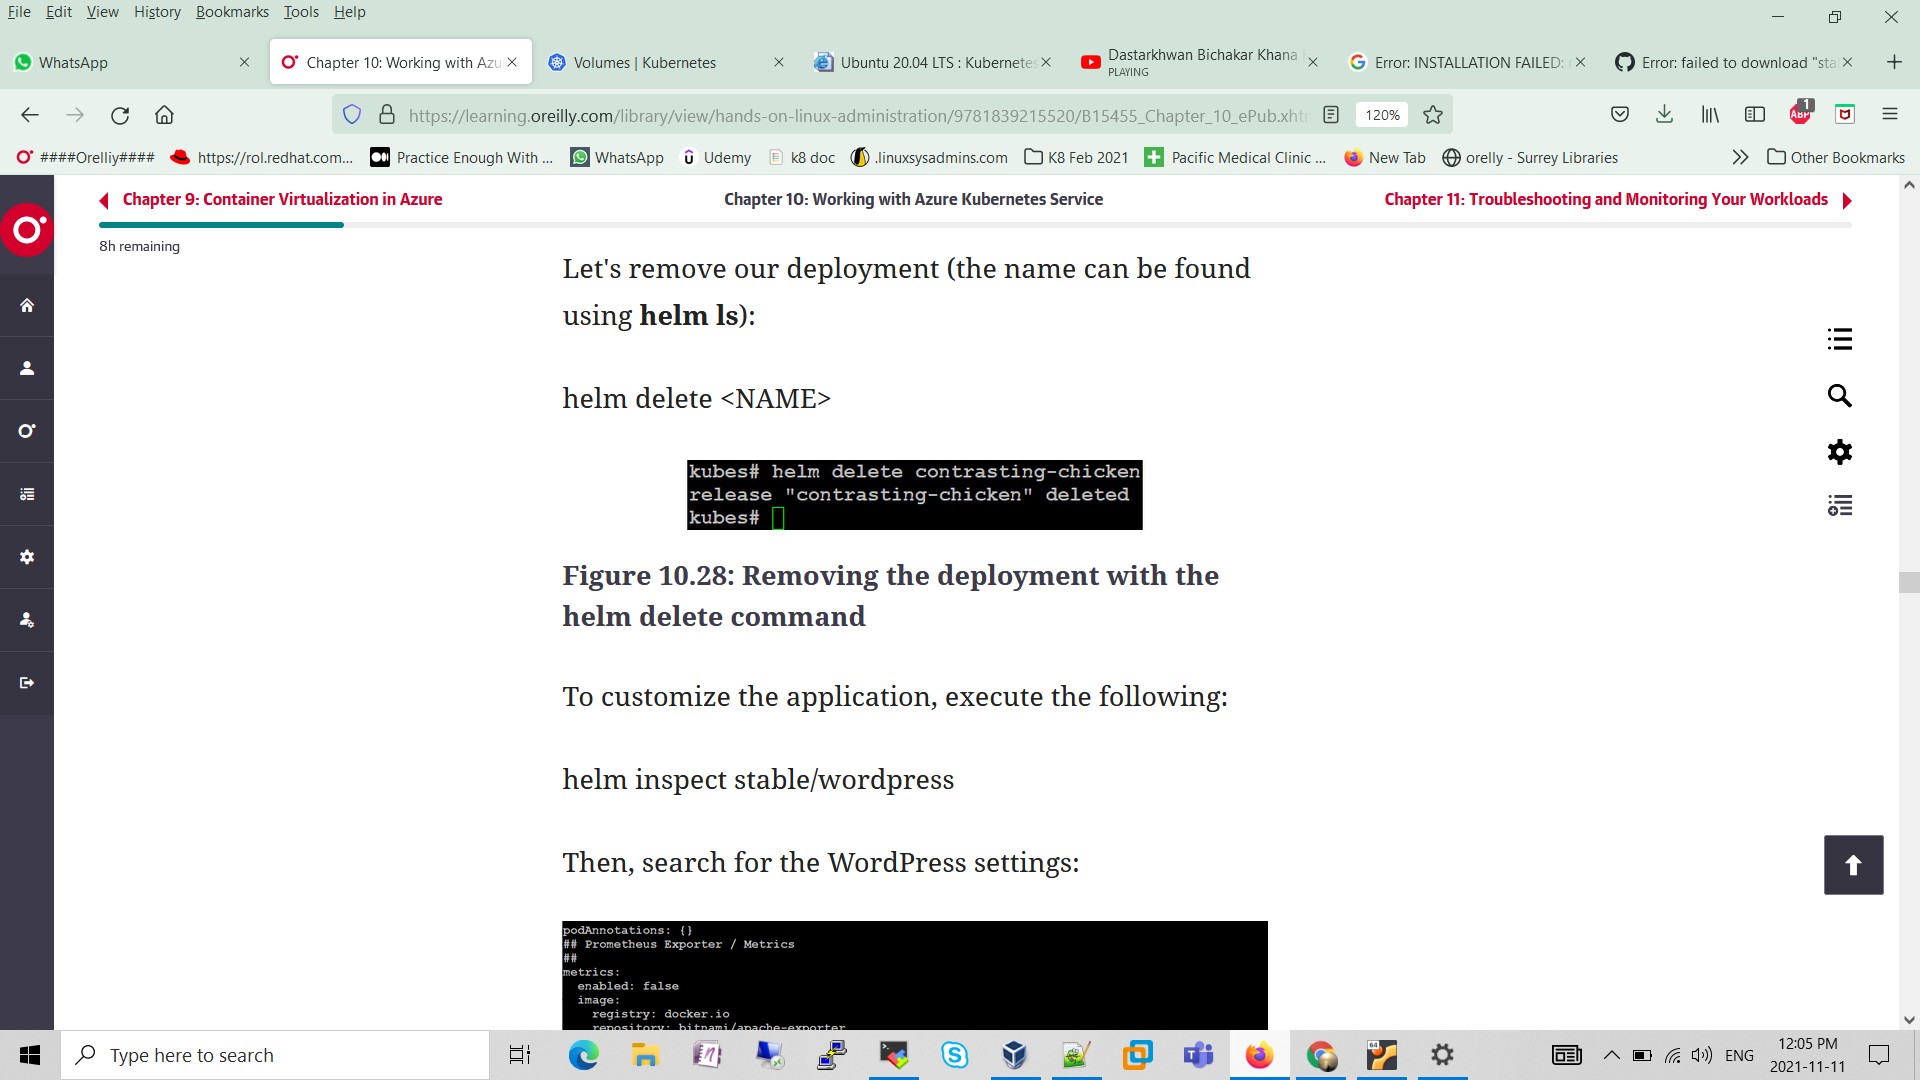 File Edit View History Bookmarks Tools Help
WhatsApp
Chapter 10: Working with Azu
Volumes | Kubernetes
Ubuntu 20.04 LTS : Kubernetes
Dastarkhwan Bichakar Khana
PLAYING
Error: INSTALLATION FAILED:
Error: failed to download "sta
https://learning.oreilly.com/library/view/hands-on-linux-administration/9781839215520/B15455_Chapter_10_ePub.xhtm
120%
ABP
1
####Orelliy####
https://rol.redhat.com...
Practice Enough With ...
WhatsApp
Udemy
k8 doc
.linuxsysadmins.com
K8 Feb 2021
Pacific Medical Clinic ...
New Tab
orelly - Surrey Libraries
Other Bookmarks
Chapter 9: Container Virtualization in Azure
Chapter 10: Working with Azure Kubernetes Service
Chapter 11: Troubleshooting and Monitoring Your Workloads
8h remaining
Let's remove our deployment (the name can be found
using helm ls):
helm delete <NAME>
kubes# helm delete contrasting-chicken
release "contrasting-chicken" deleted
kubes#
Figure 10.28: Removing the deployment with the
helm delete command
To customize the application, execute the following:
helm inspect stable/wordpress
Then, search for the WordPress settings:
podAnnotations: {}
## Prometheus Exporter / Metrics
##
metrics:
enabled: false
image:
registry: docker.io
repository: bitnami/apache-exporter
Type here to search
64
ENG
12:05 PM
2021-11-11